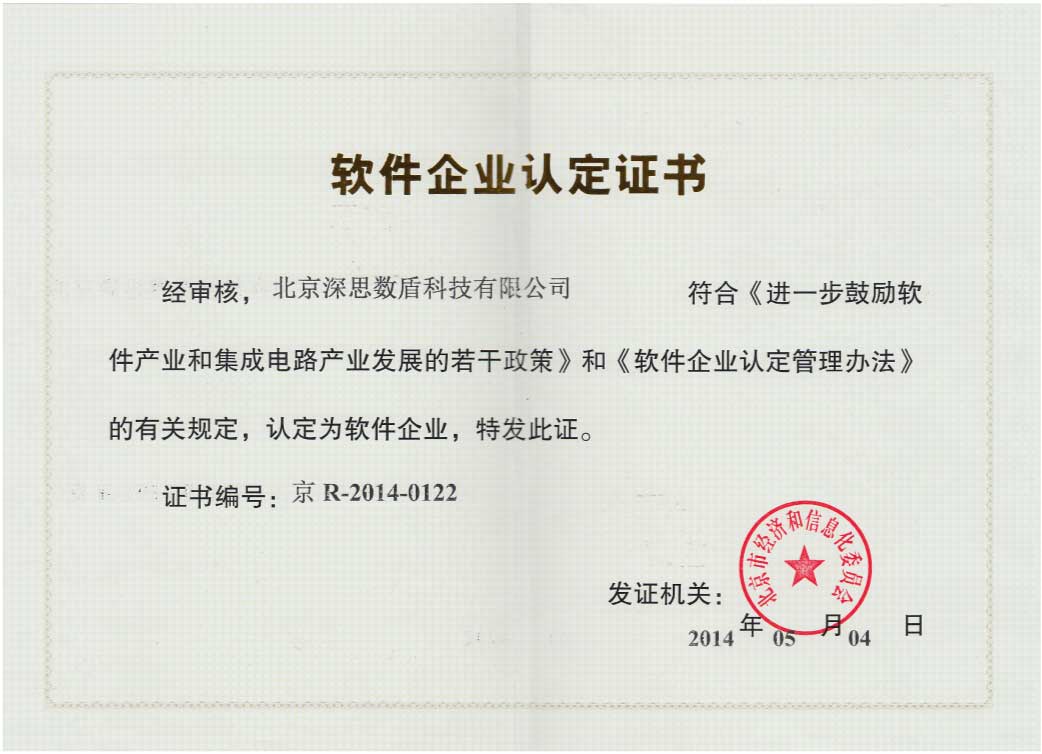 软件企业认定证书
经审核，北京深思数盾科技有限公司 符合《进一步鼓励软
件产业和集成电路产业发展的若干政策》和《软件企业认定管理办法》
的有关规定，认定为软件企业，特发此证。
证书编号：京 R-2014-0122
北京市经济和信息化委员会
发证机关：
2014 年 05 月 04 日